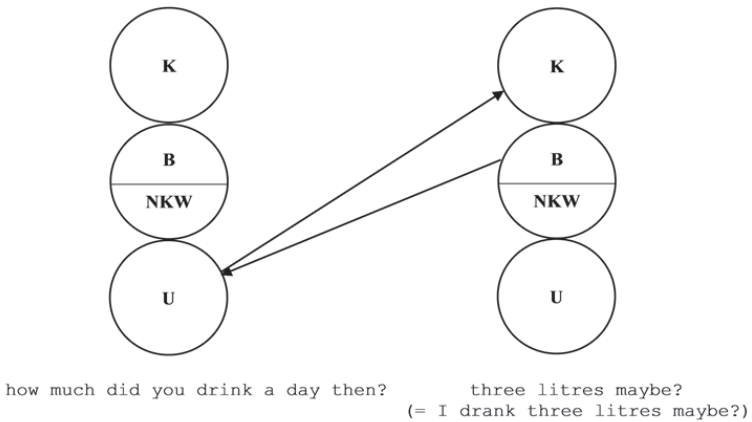 K
K
B
B
NKW
NKW
U
U
how much did you drink a day then?
three litres maybe?
(= I drank three litres maybe?)